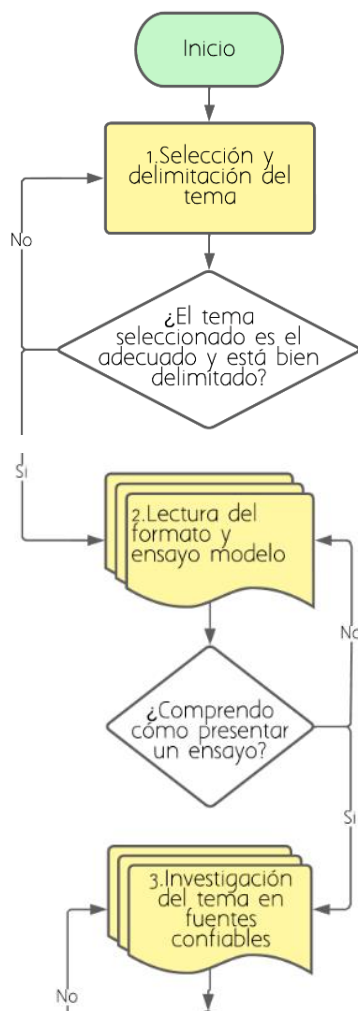 Inicio
1.Selección y
delimitación del
tema
No
¿El tema
seleccionado es el
adecuado y está bien
delimitado?
Si
2.Lectura del
formato y
ensayo modelo
No
¿Comprendo
cómo presentar
un ensayo?
Si
3.Investigación
del tema en
fuentes
confiables
No